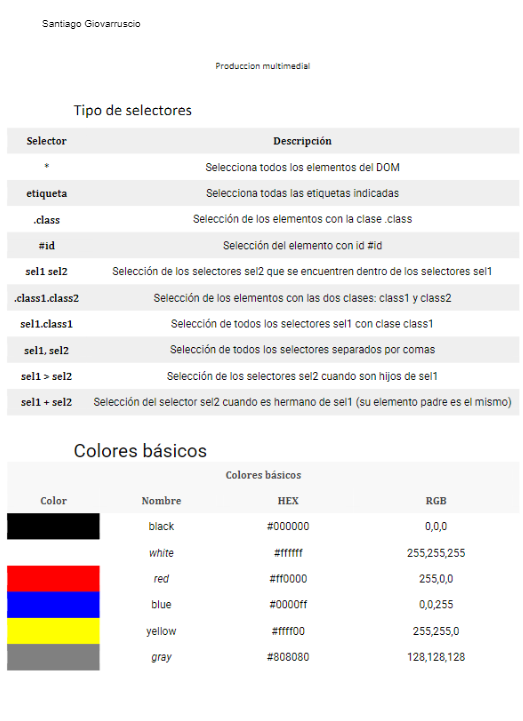 Santiago Giovarruscio
Produccion multimedial
Tipo de selectores
Selector Descripción
* Selecciona todos los elementos del DOM
etiqueta Selecciona todas las etiquetas indicadas
.class Selección de los elementos con la clase .class
#id Selección del elemento con id #id
sel1 sel2 Selección de los selectores sel2 que se encuentren dentro de los selectores sel1
.class1.class2 Selección de los elementos con las dos clases: class1 y class2
sel1.class1 Selección de todos los selectores sel1 con clase class1
sel1, sel2 Selección de todos los selectores separados por comas
sel1 > sel2 Selección de los selectores sel2 cuando son hijos de sel1
sel1 + sel2 Selección del selector sel2 cuando es hermano de sel1 (su elemento padre es el mismo)
Colores básicos
Colores básicos
Color Nombre HEX RGB
black #000000 0,0,0
white #ffffff 255,255,255
red #ff0000 255,0,0
blue #0000ff 0,0,255
yellow #ffff00 255,255,0
gray #808080 128,128,128